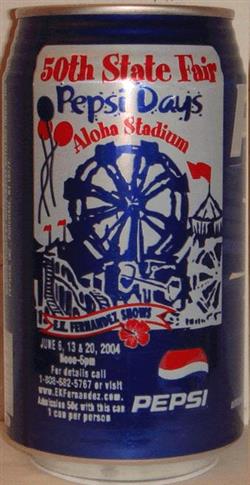 50th State Fair
Pepsi Days
Aloha Stadium
E.K. FERNANDEZ SHOWS
JUNE 6, 13 & 20, 2004
Noon-6pm
For details call
1-808-682-5767 or visit
www.EKFernandez.com.
Admission 50¢ with this can
1 can per person
PEPSI